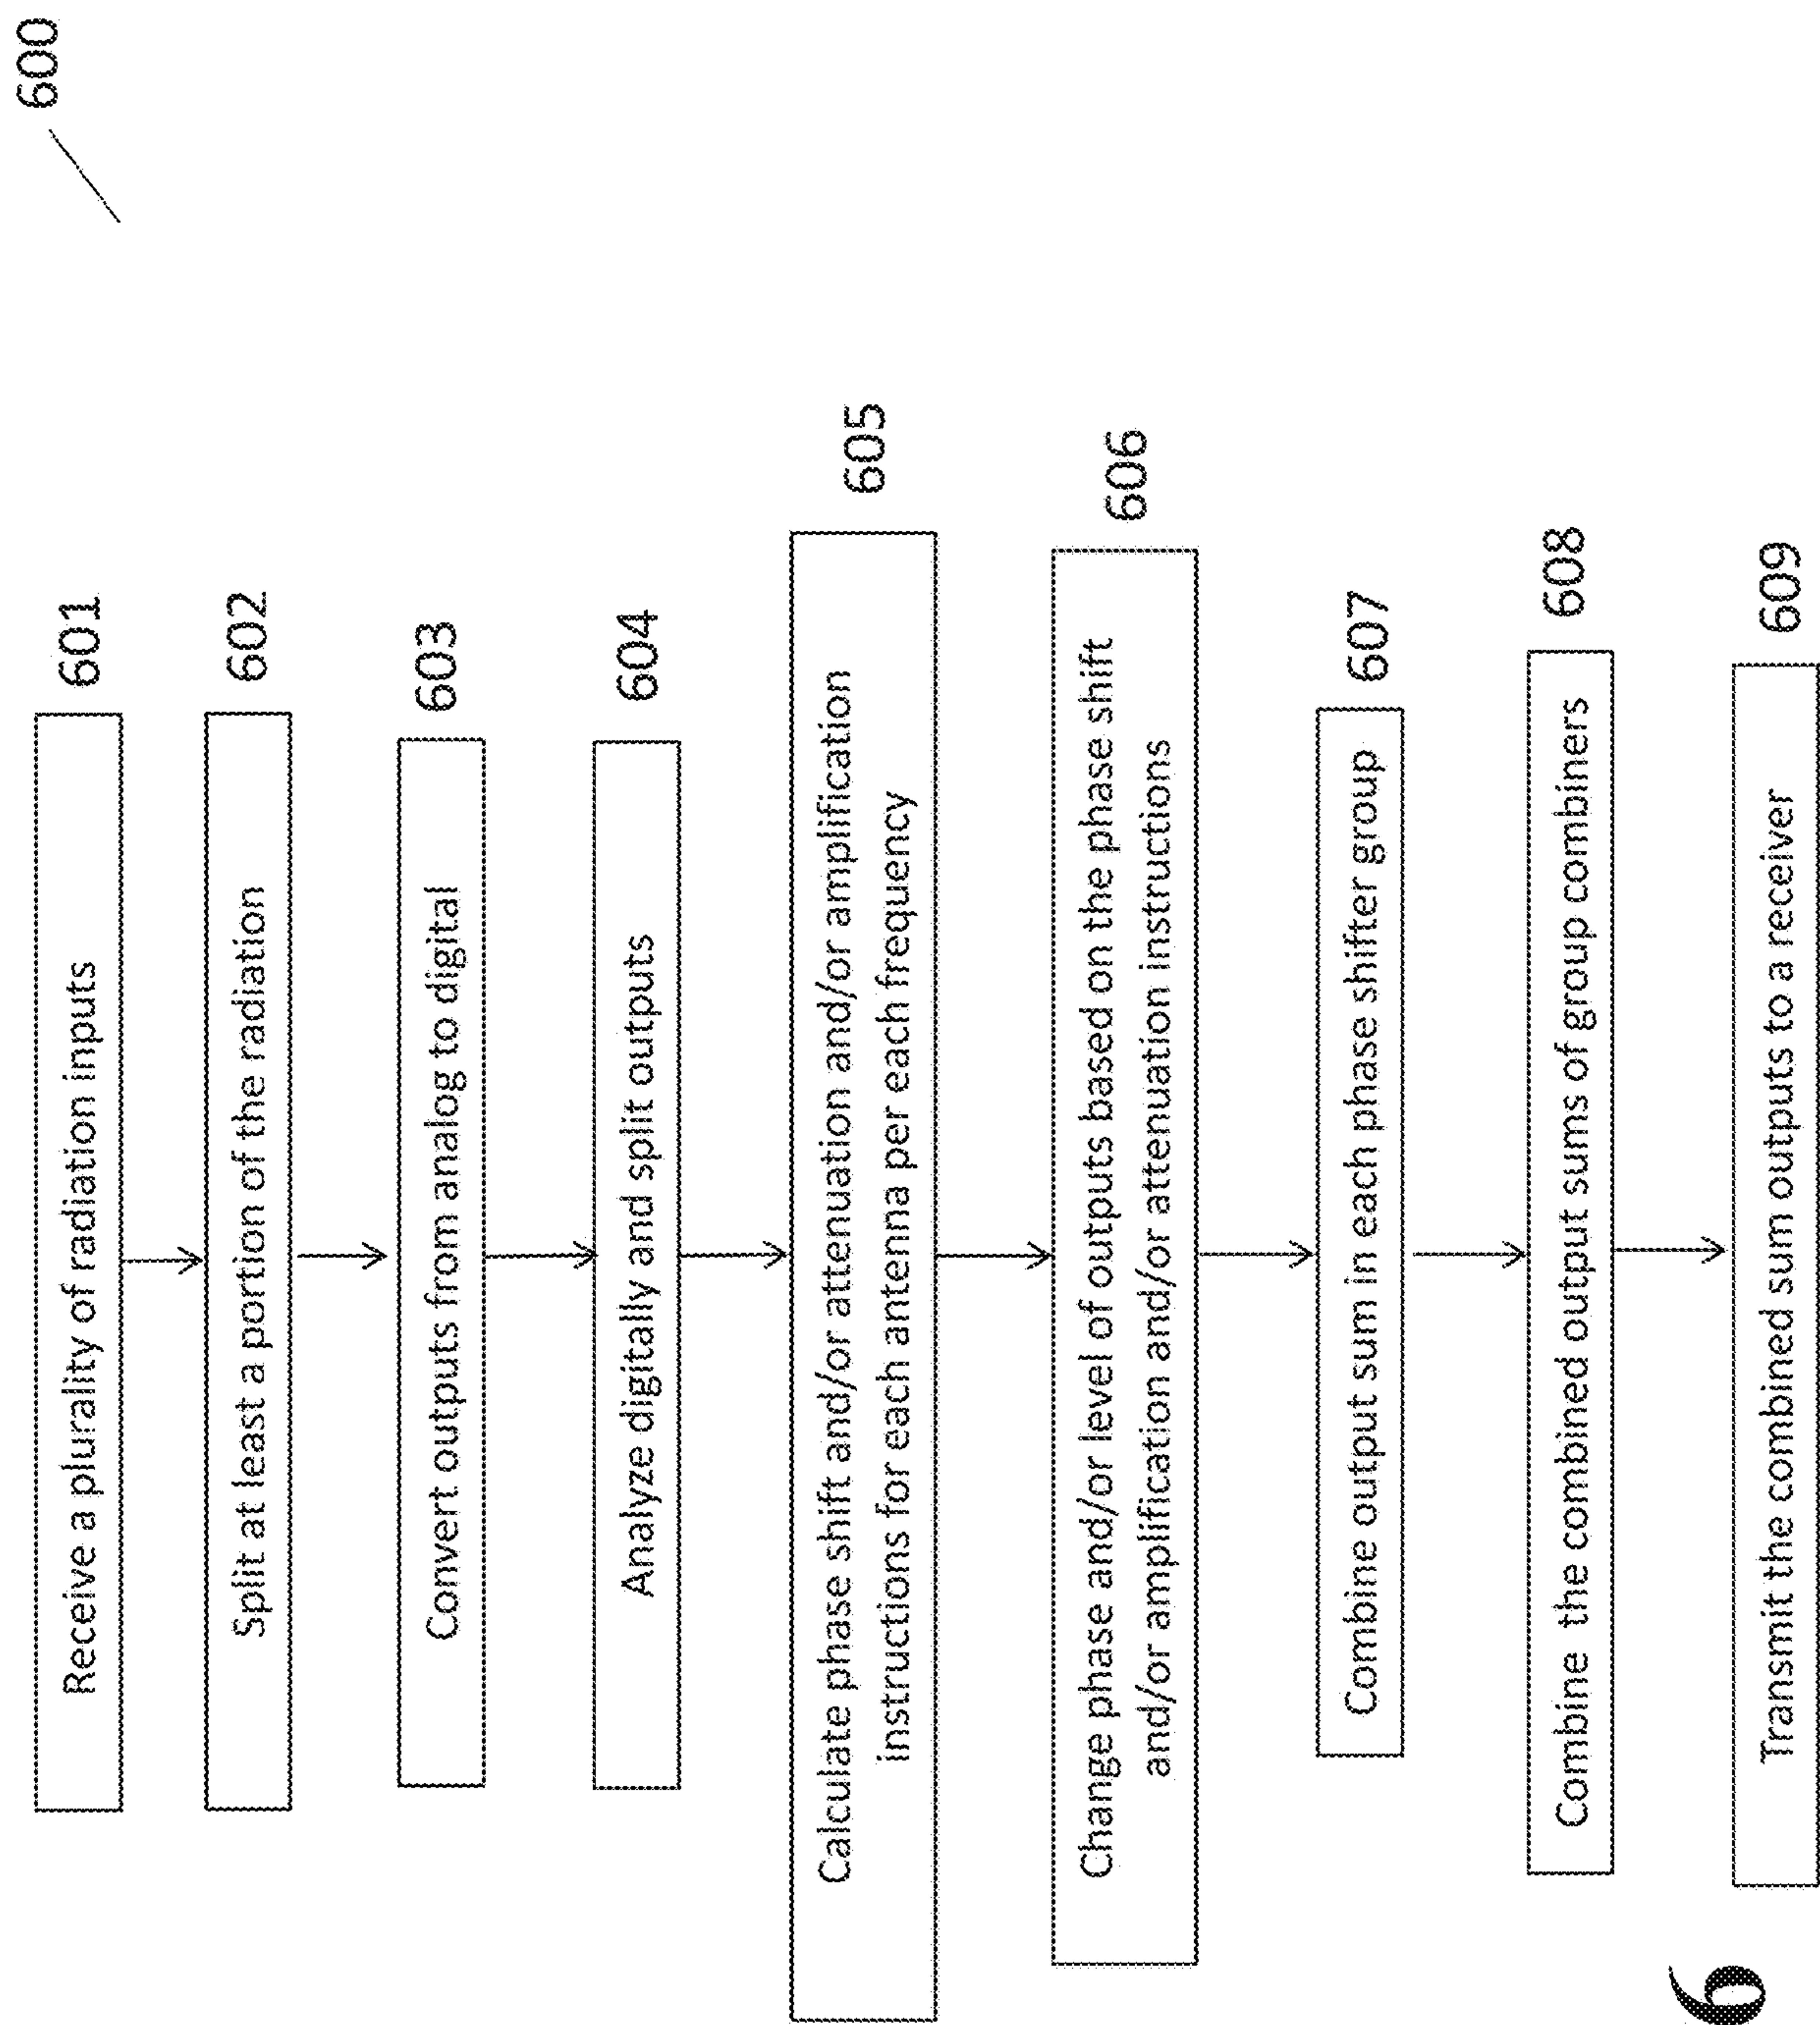 600
Receive a plurality of radiation inputs 601
Split at least a portion of the radiation 602
Convert outputs from analog to digital 603
Analyze digitally and split outputs 604
Calculate phase shift and/or attenuation and/or amplification
instructions for each antenna per each frequency 605
Change phase and/or level of outputs based on the phase shift
and/or amplification and/or attenuation instructions 606
Combine output sum in each phase shifter group 607
Combine the combined output sums of group combiners 608
Transmit the combined sum outputs to a receiver 609
6